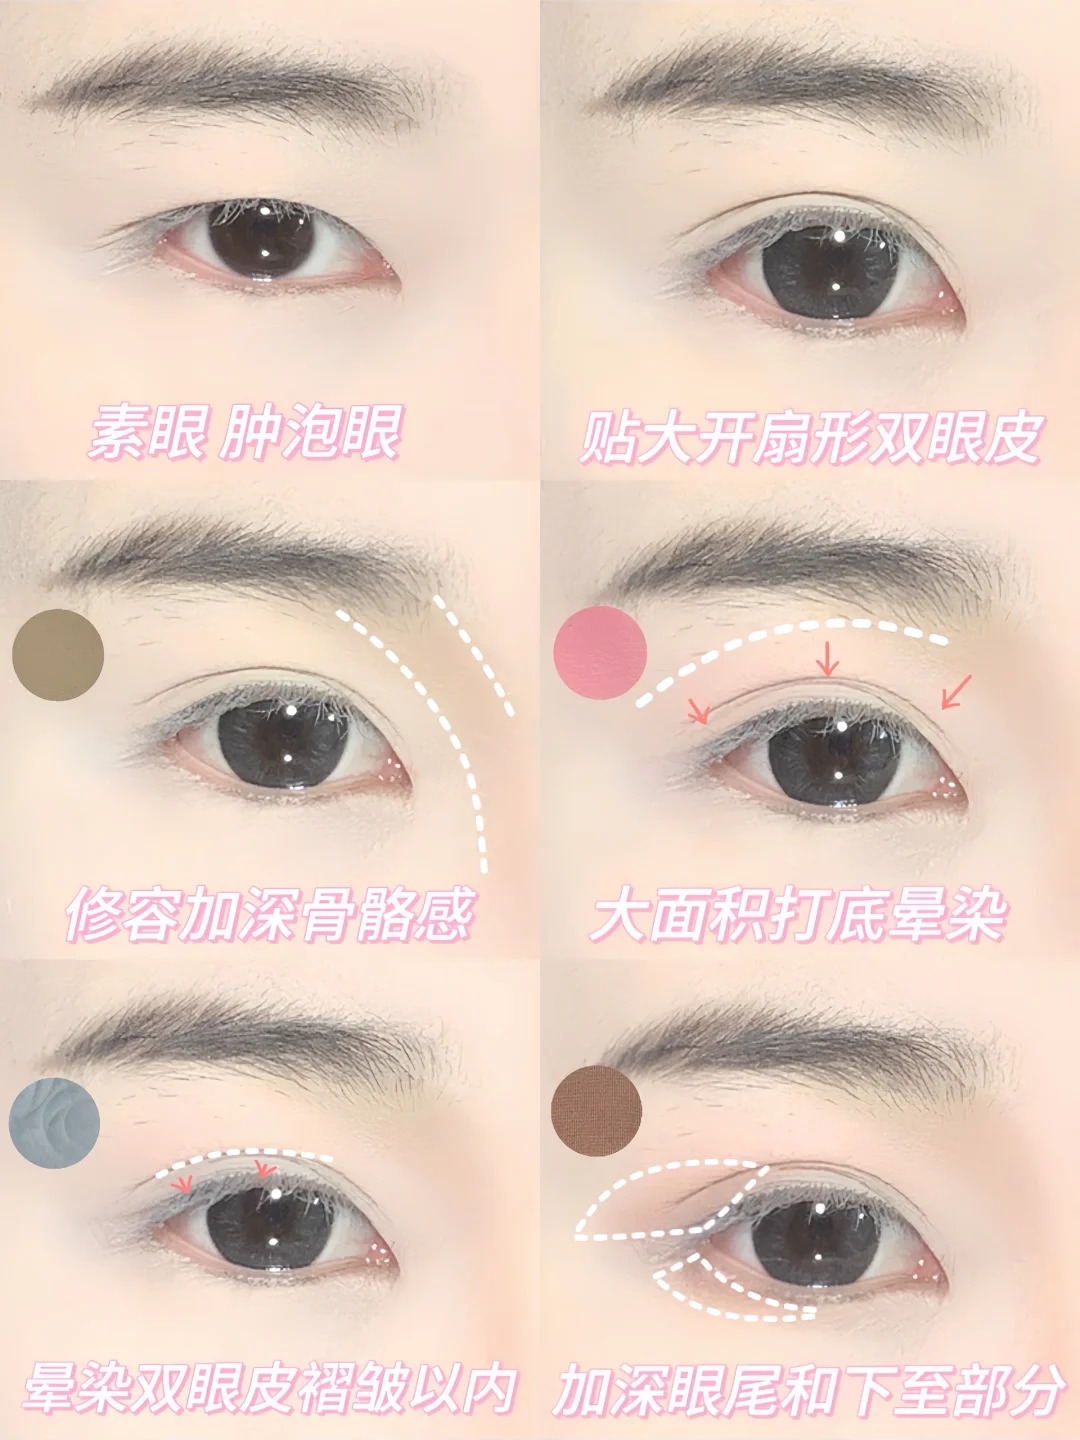 素眼 肿泡眼
贴大开扇形双眼皮
修容加深骨骼感
大面积打底晕染
晕染双眼皮褶皱以内
加深眼尾和下至部分